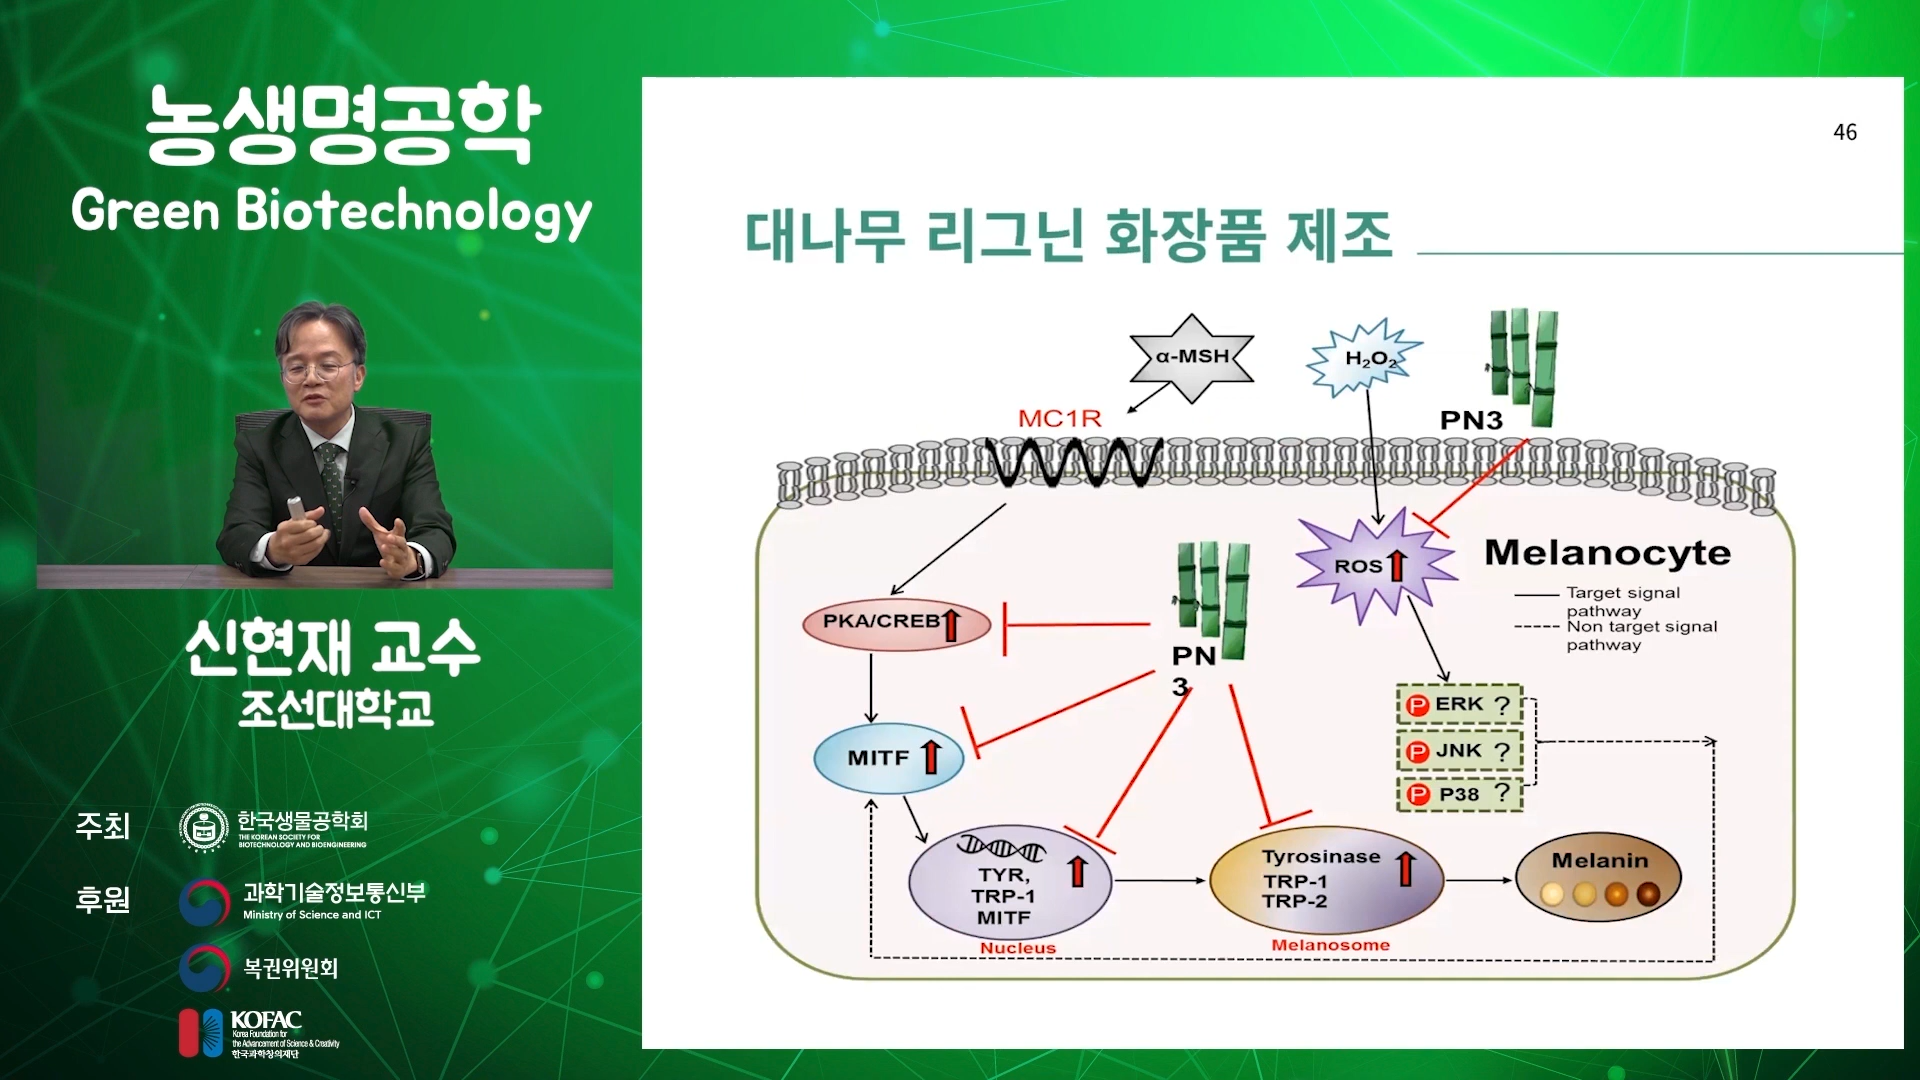 농생명공학
Green Biotechnology
신현재 교수
조선대학교
주최
한국생물공학회
THE KOREAN SOCIETY FOR
BIOTECHNOLOGY AND BIOENGINEERING
후원
과학기술정보통신부
Ministry of Science and ICT
복권위원회
KOFAC
Korea Foundation for
the Advancement of Science & Creativity
한국과학창의재단
46
대나무 리그닌 화장품 제조
α-MSH
H₂O₂
MC1R
PN3
ROS
Melanocyte
Target signal
pathway
Non target signal
pathway
PKA/CREB
PN
3
P ERK ?
P JNK ?
P P38 ?
MITF
TYR,
TRP-1
MITF
Nucleus
Tyrosinase
TRP-1
TRP-2
Melanosome
Melanin